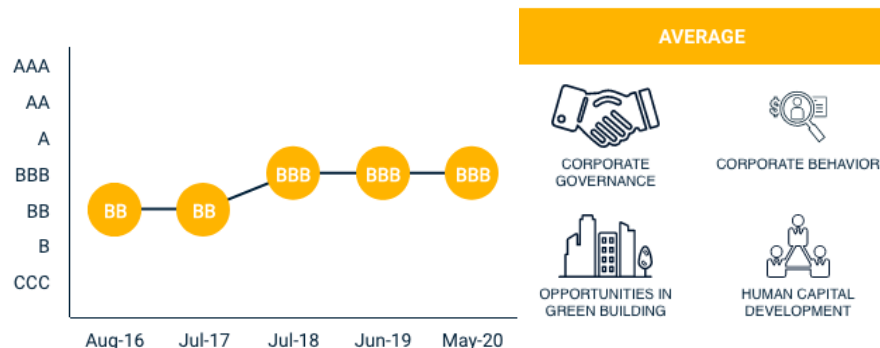 AAA
AA
A
BBB
BB
B
CCC
BB
BB
BBB
BBB
BBB
Aug-16
Jul-17
Jul-18
Jun-19
May-20
AVERAGE
CORPORATE
GOVERNANCE
CORPORATE BEHAVIOR
OPPORTUNITIES IN
GREEN BUILDING
HUMAN CAPITAL
DEVELOPMENT